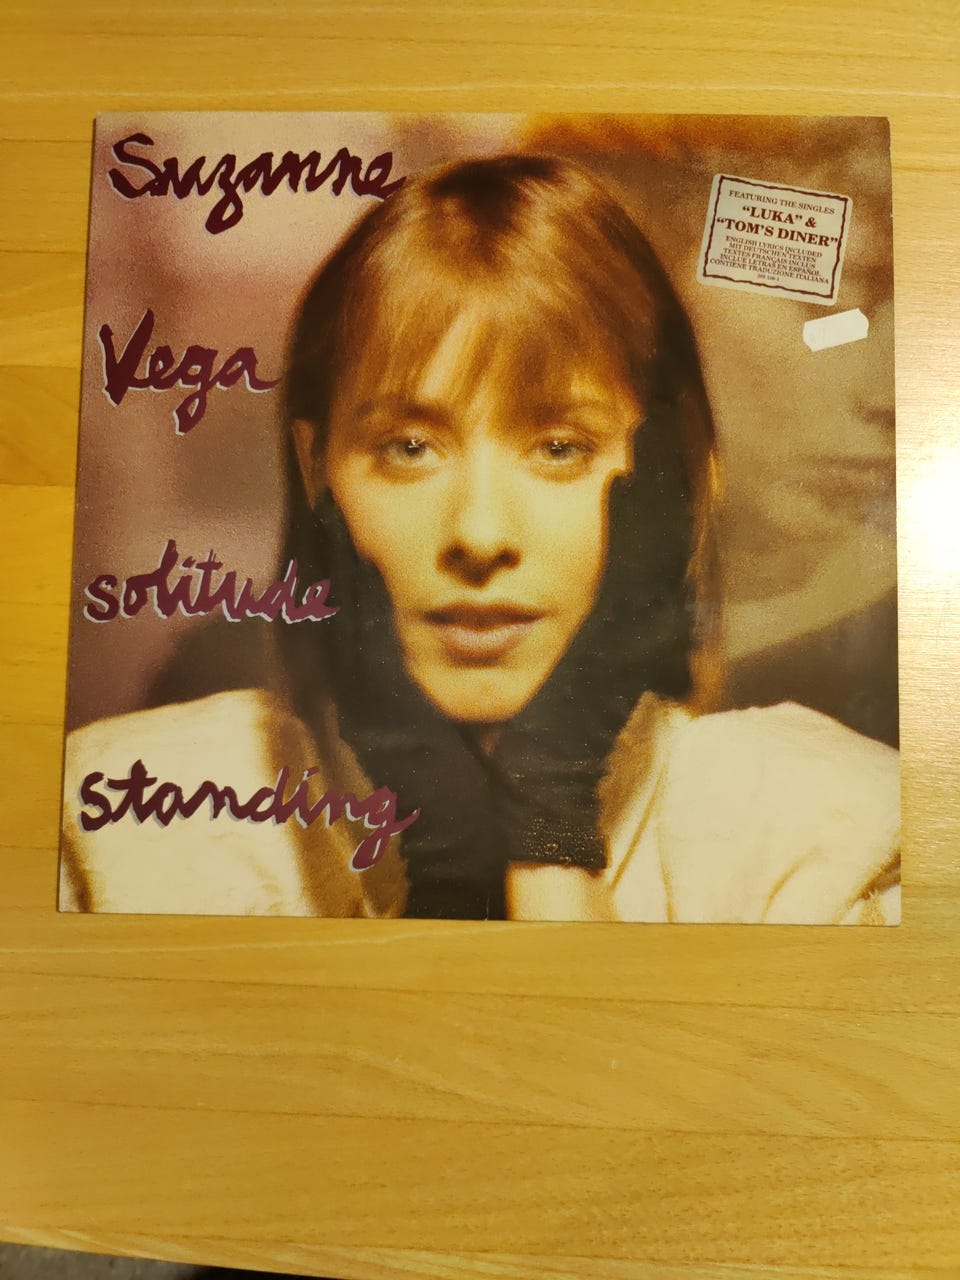 Suzanne
Vega
solitude
standing
FEATURING THE SINGLES
"LUKA" &
"TOM'S DINER"
ENGLISH LYRICS INCLUDED
MIT DEUTSCHEN TEXTEN
TEXTES FRANÇAIS INCLUS
INCLUE LETRAS EN ESPAÑOL
CONTIENE TRADUZIONE ITALIANA